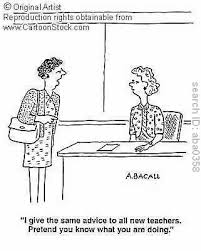 © Original Artist
Reproduction rights obtainable from
www.CartoonStock.com
search ID: aba0358
A.BACALL
"I give the same advice to all new teachers.
Pretend you know what you are doing."